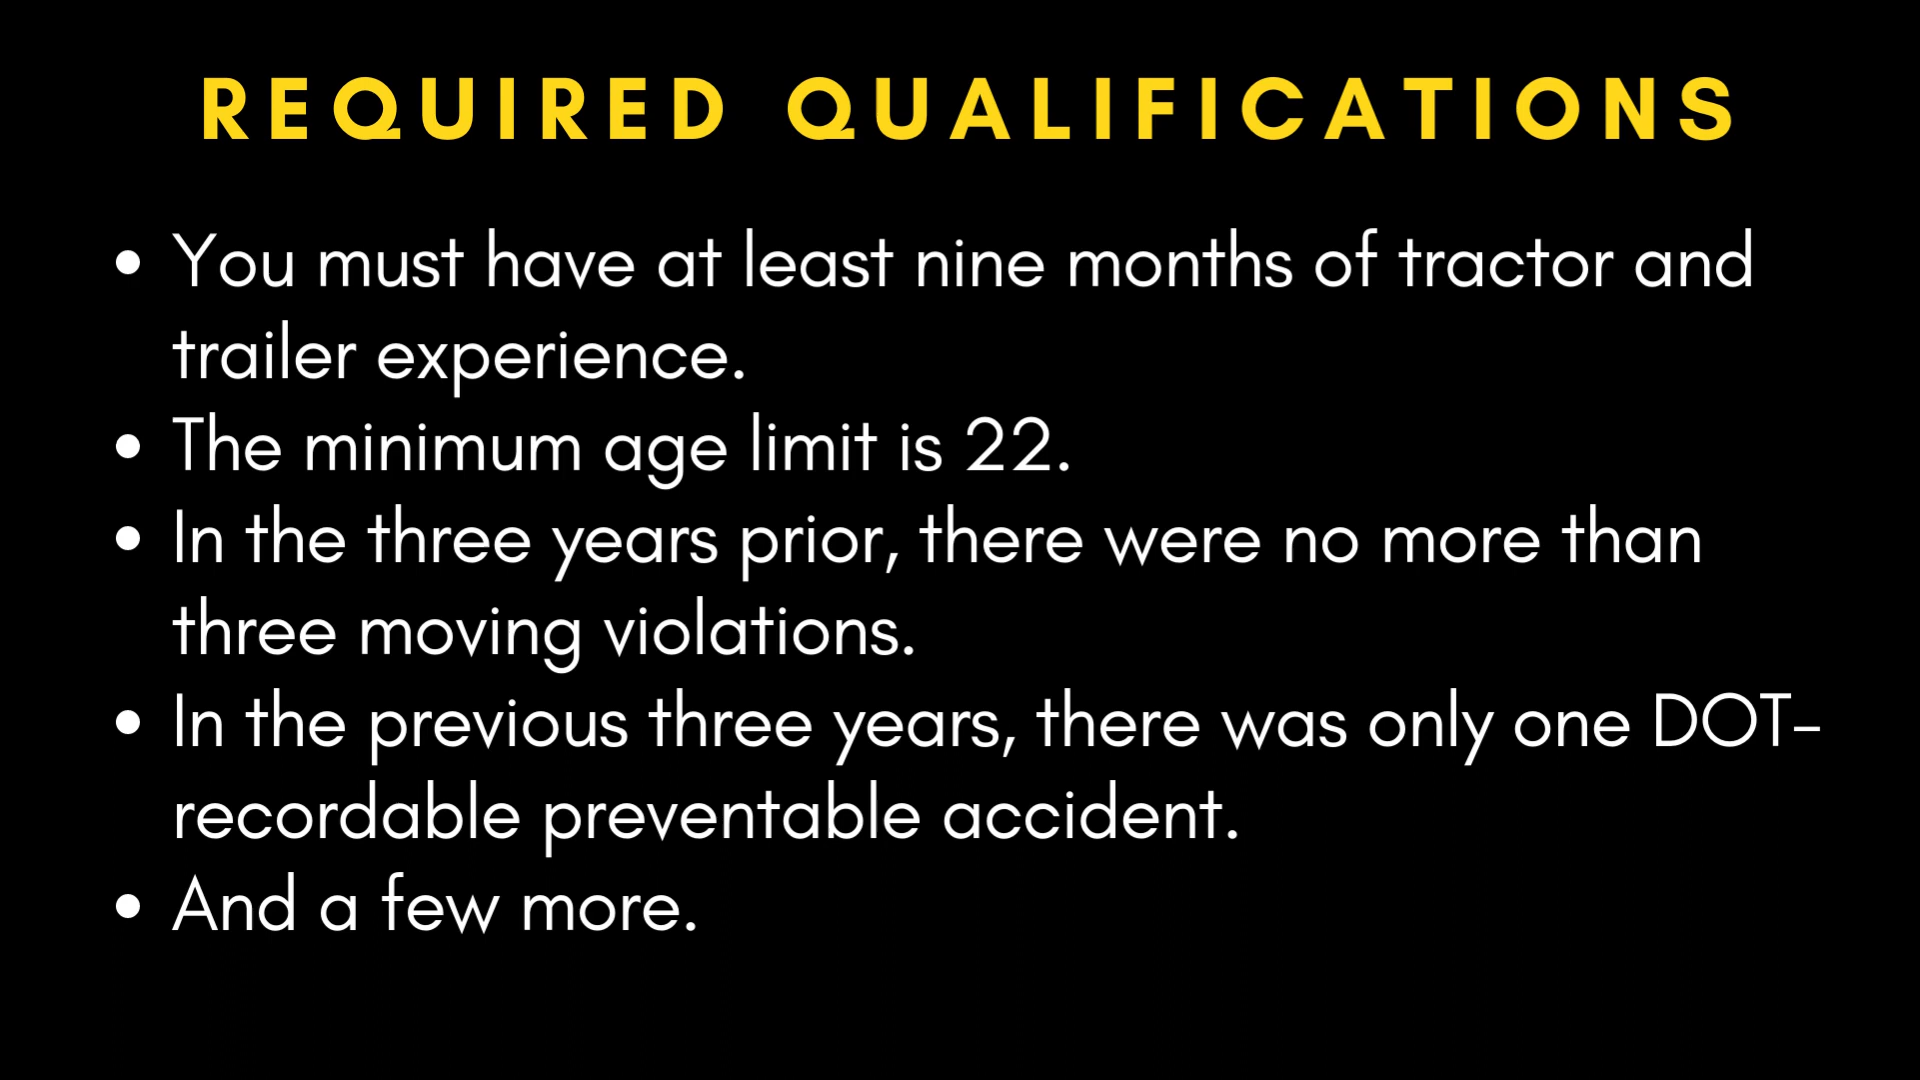 REQUIRED QUALIFICATIONS
• You must have at least nine months of tractor and
trailer experience.
• The minimum age limit is 22.
• In the three years prior, there were no more than
three moving violations.
• In the previous three years, there was only one DOT-
recordable preventable accident.
• And a few more.